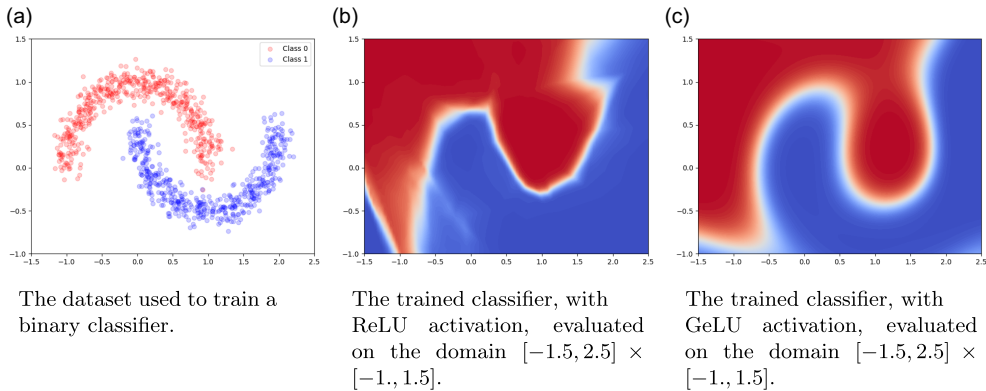 (a)
(b)
(c)
1.5
1.0
0.5
0.0
−0.5
−1.0
−1.5 −1.0 −0.5 0.0 0.5 1.0 1.5 2.0 2.5
Class 0
Class 1
1.5
1.0
0.5
0.0
−0.5
−1.0
−1.5 −1.0 −0.5 0.0 0.5 1.0 1.5 2.0 2.5
1.5
1.0
0.5
0.0
−0.5
−1.0
−1.5 −1.0 −0.5 0.0 0.5 1.0 1.5 2.0 2.5
The dataset used to train a
binary classifier.
The trained classifier, with
ReLU activation, evaluated
on the domain [−1.5, 2.5] ×
[−1., 1.5].
The trained classifier, with
GeLU activation, evaluated
on the domain [−1.5, 2.5] ×
[−1., 1.5].